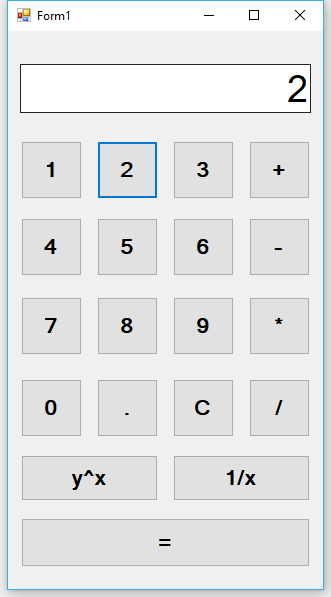 Form1
2
1 2 3 +
4 5 6 -
7 8 9 *
0 . C /
y^x 1/x
=